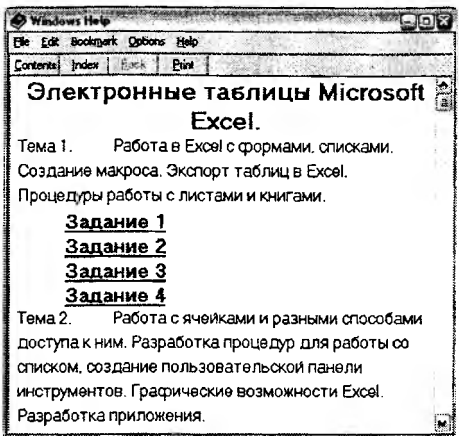 Windows Help
File Edit Bookmark Options Help
Contents Index Back Print
Электронные таблицы Microsoft
Excel.
Тема 1. Работа в Excel с формами, списками.
Создание макроса. Экспорт таблиц в Excel.
Процедуры работы с листами и книгами.
Задание 1
Задание 2
Задание 3
Задание 4
Тема 2. Работа с ячейками и разными способами
доступа к ним. Разработка процедур для работы со
списком, создание пользовательской панели
инструментов. Графические возможности Excel.
Разработка приложения.